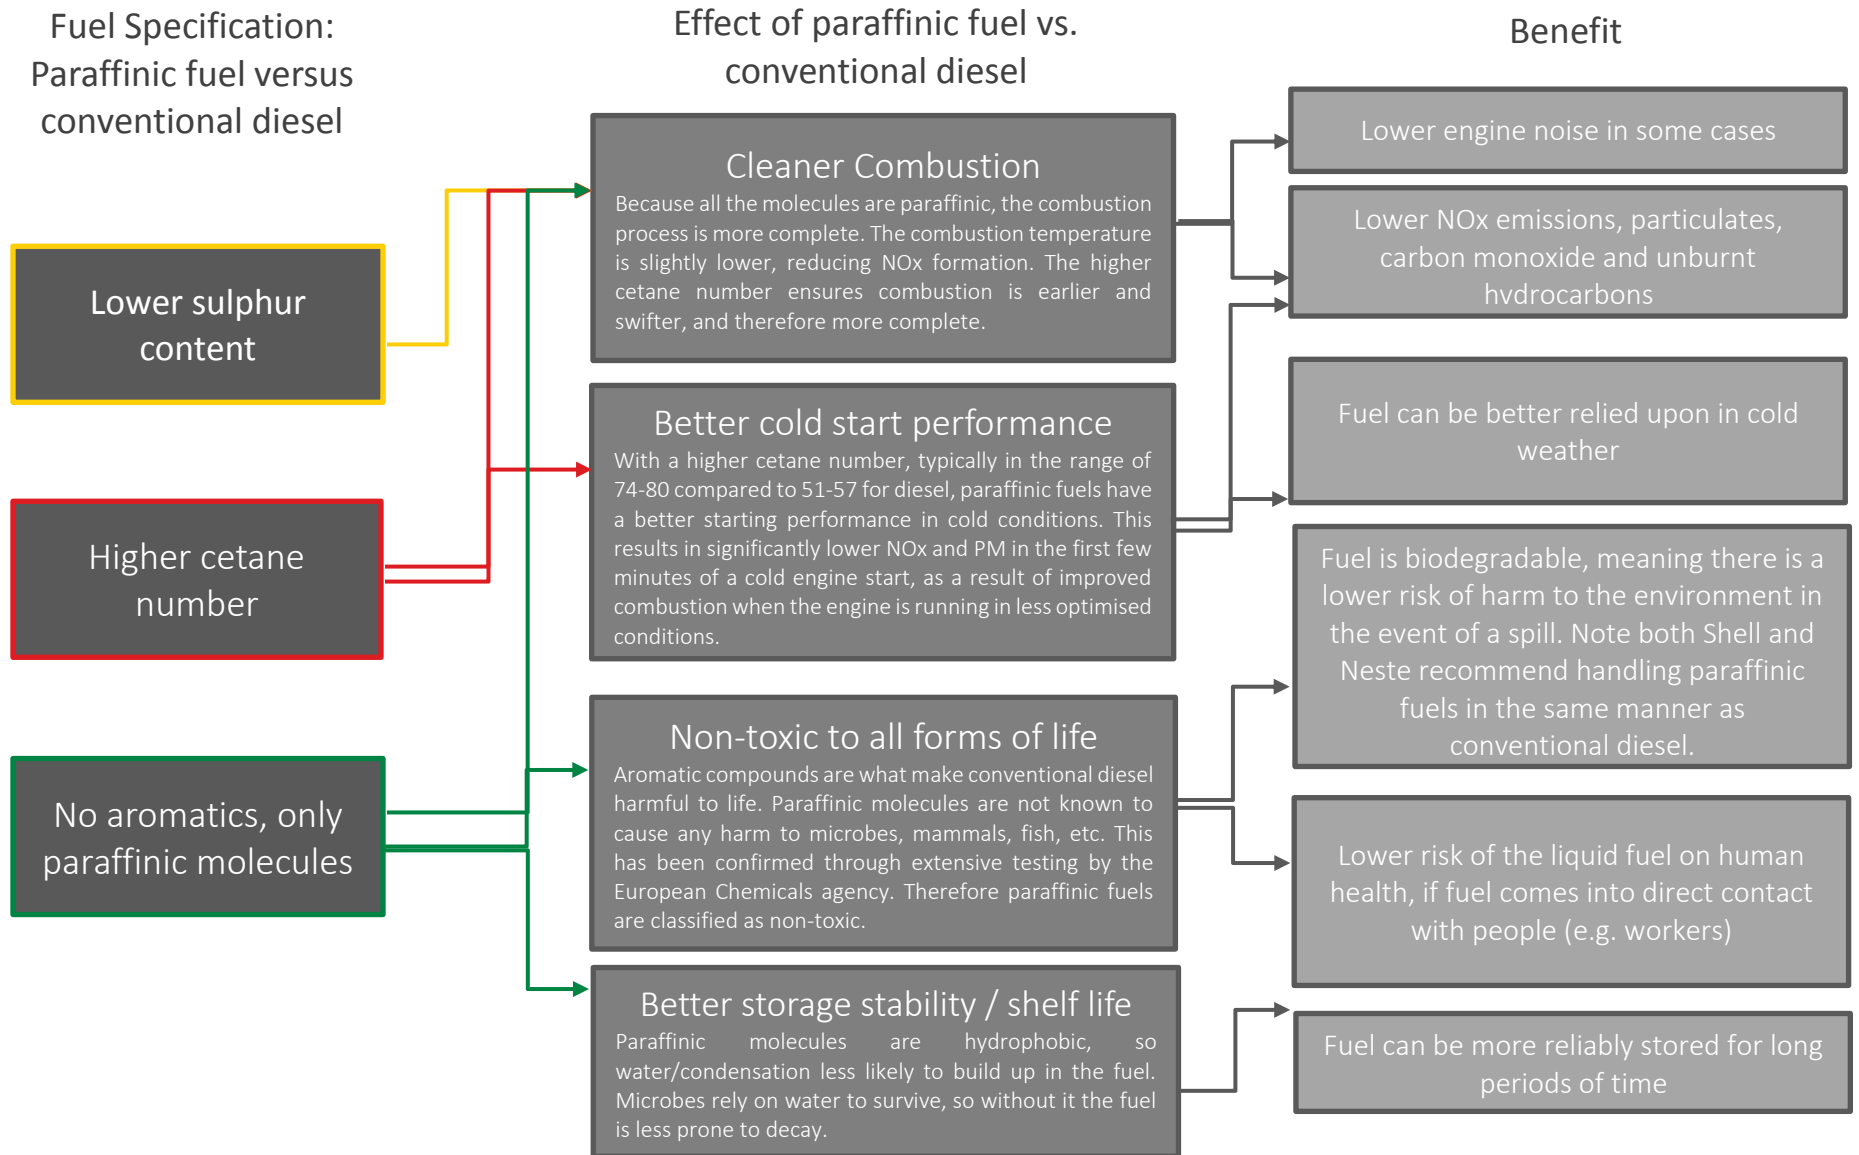 Fuel Specification:
Paraffinic fuel versus
conventional diesel
Effect of paraffinic fuel vs.
conventional diesel
Benefit
Lower sulphur
content
Higher cetane
number
No aromatics, only
paraffinic molecules
Cleaner Combustion
Because all the molecules are paraffinic, the combustion
process is more complete. The combustion temperature
is slightly lower, reducing NOx formation. The higher
cetane number ensures combustion is earlier and
swifter, and therefore more complete.
Better cold start performance
With a higher cetane number, typically in the range of
74-80 compared to 51-57 for diesel, paraffinic fuels have
a better starting performance in cold conditions. This
results in significantly lower NOx and PM in the first few
minutes of a cold engine start, as a result of improved
combustion when the engine is running in less optimised
conditions.
Non-toxic to all forms of life
Aromatic compounds are what make conventional diesel
harmful to life. Paraffinic molecules are not known to
cause any harm to microbes, mammals, fish, etc. This
has been confirmed through extensive testing by the
European Chemicals agency. Therefore paraffinic fuels
are classified as non-toxic.
Better storage stability / shelf life
Paraffinic molecules are hydrophobic, so
water/condensation less likely to build up in the fuel.
Microbes rely on water to survive, so without it the fuel
is less prone to decay.
Lower engine noise in some cases
Lower NOx emissions, particulates,
carbon monoxide and unburnt
hydrocarbons
Fuel can be better relied upon in cold
weather
Fuel is biodegradable, meaning there is a
lower risk of harm to the environment in
the event of a spill. Note both Shell and
Neste recommend handling paraffinic
fuels in the same manner as
conventional diesel.
Lower risk of the liquid fuel on human
health, if fuel comes into direct contact
with people (e.g. workers)
Fuel can be more reliably stored for long
periods of time